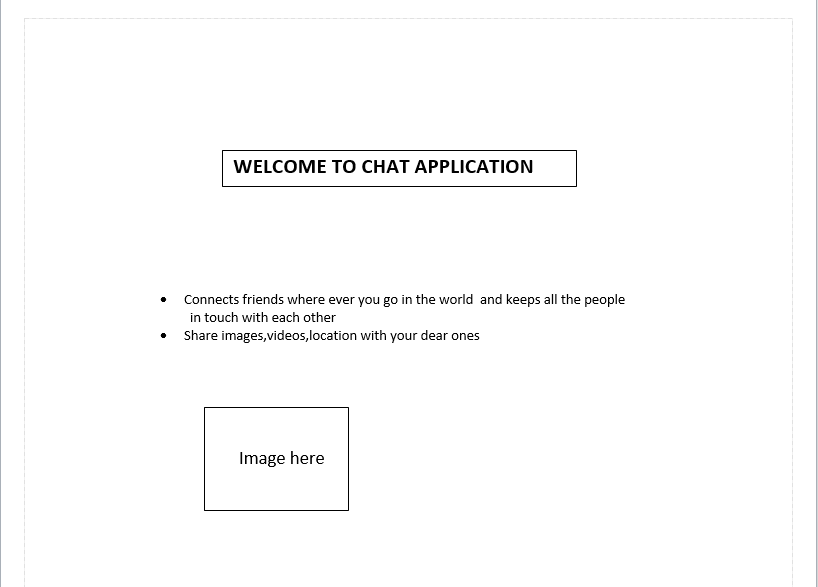 WELCOME TO CHAT APPLICATION
• Connects friends where ever you go in the world  and keeps all the people
in touch with each other
• Share images,videos,location with your dear ones
Image here